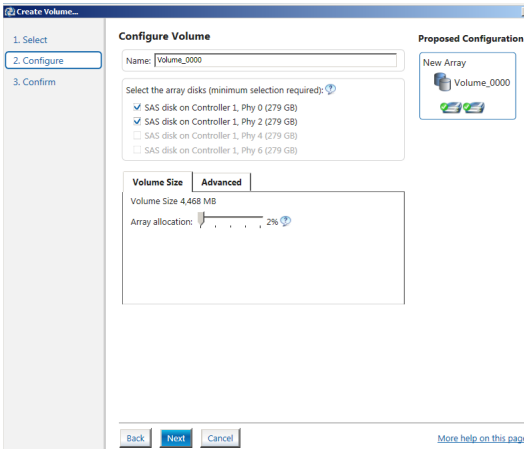 Create Volume...
1. Select
2. Configure
3. Confirm
Configure Volume
Name: Volume_0000
Select the array disks (minimum selection required):
SAS disk on Controller 1, Phy 0 (279 GB)
SAS disk on Controller 1, Phy 2 (279 GB)
SAS disk on Controller 1, Phy 4 (279 GB)
SAS disk on Controller 1, Phy 6 (279 GB)
Volume Size Advanced
Volume Size 4,468 MB
Array allocation: 2%
Proposed Configuration
New Array
Volume_0000
Back Next Cancel
More help on this page